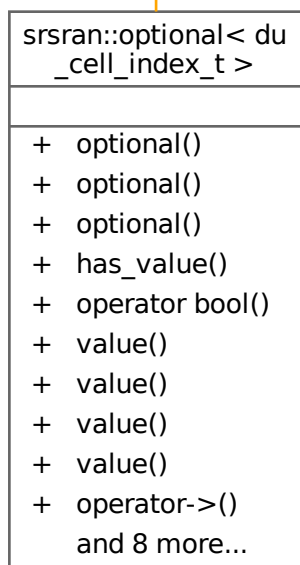 srsran::optional< du
_cell_index_t >
+ optional()
+ optional()
+ optional()
+ has_value()
+ operator bool()
+ value()
+ value()
+ value()
+ value()
+ operator->()
and 8 more...